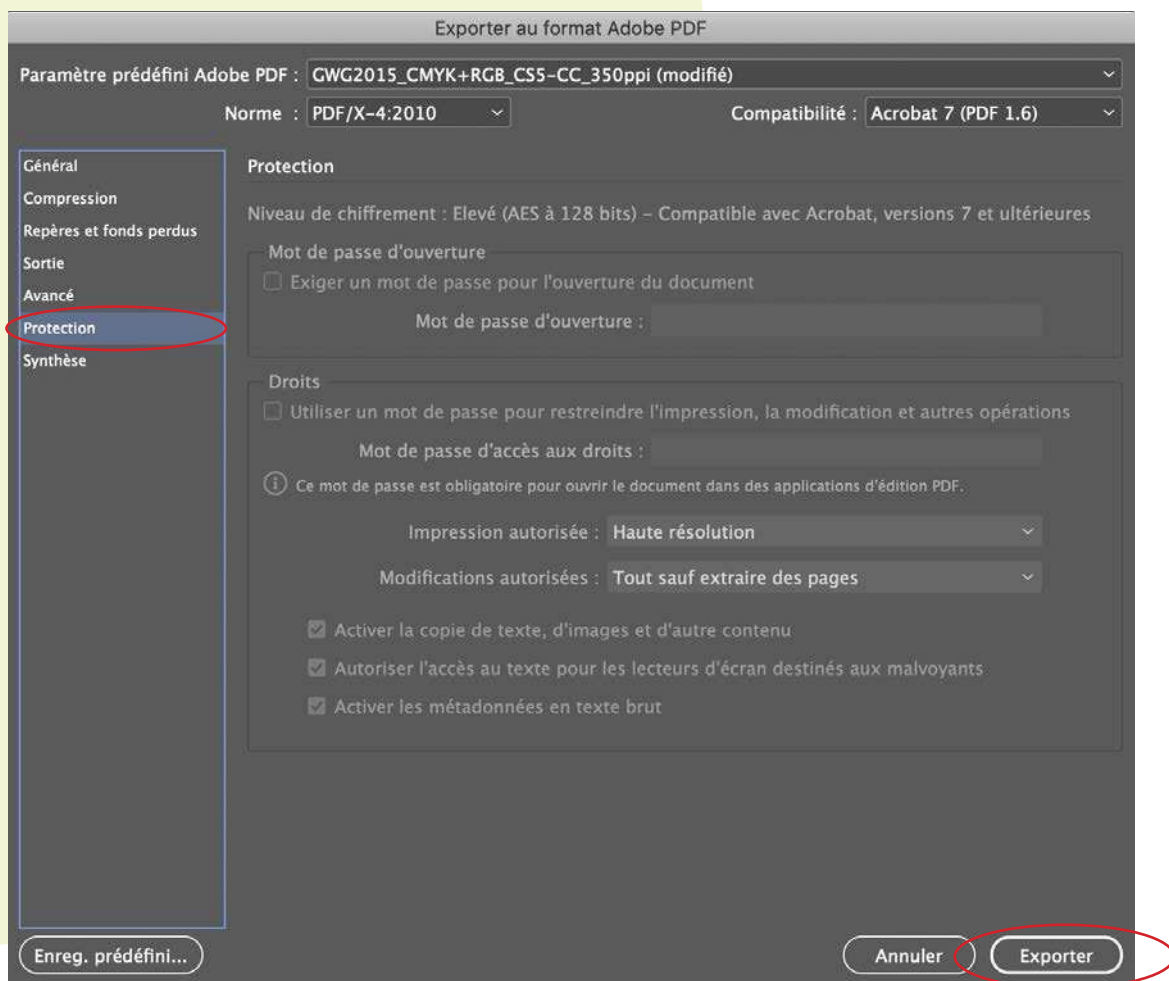 Exporter au format Adobe PDF
Paramètre prédéfini Adobe PDF : GWG2015_CMYK+RGB_CS5-CC_350ppi (modifié)
Norme : PDF/X-4:2010 Compatibilité : Acrobat 7 (PDF 1.6)
Général
Compression
Repères et fonds perdus
Sortie
Avancé
Protection
Synthèse
Protection
Niveau de chiffrement : Elevé (AES à 128 bits) – Compatible avec Acrobat, versions 7 et ultérieures
Mot de passe d'ouverture
Exiger un mot de passe pour l'ouverture du document
Mot de passe d'ouverture :
Droits
Utiliser un mot de passe pour restreindre l'impression, la modification et autres opérations
Mot de passe d'accès aux droits :
Ce mot de passe est obligatoire pour ouvrir le document dans des applications d'édition PDF.
Impression autorisée : Haute résolution
Modifications autorisées : Tout sauf extraire des pages
Activer la copie de texte, d'images et d'autre contenu
Autoriser l'accès au texte pour les lecteurs d'écran destinés aux malvoyants
Activer les métadonnées en texte brut
Enreg. prédéfini... Annuler Exporter